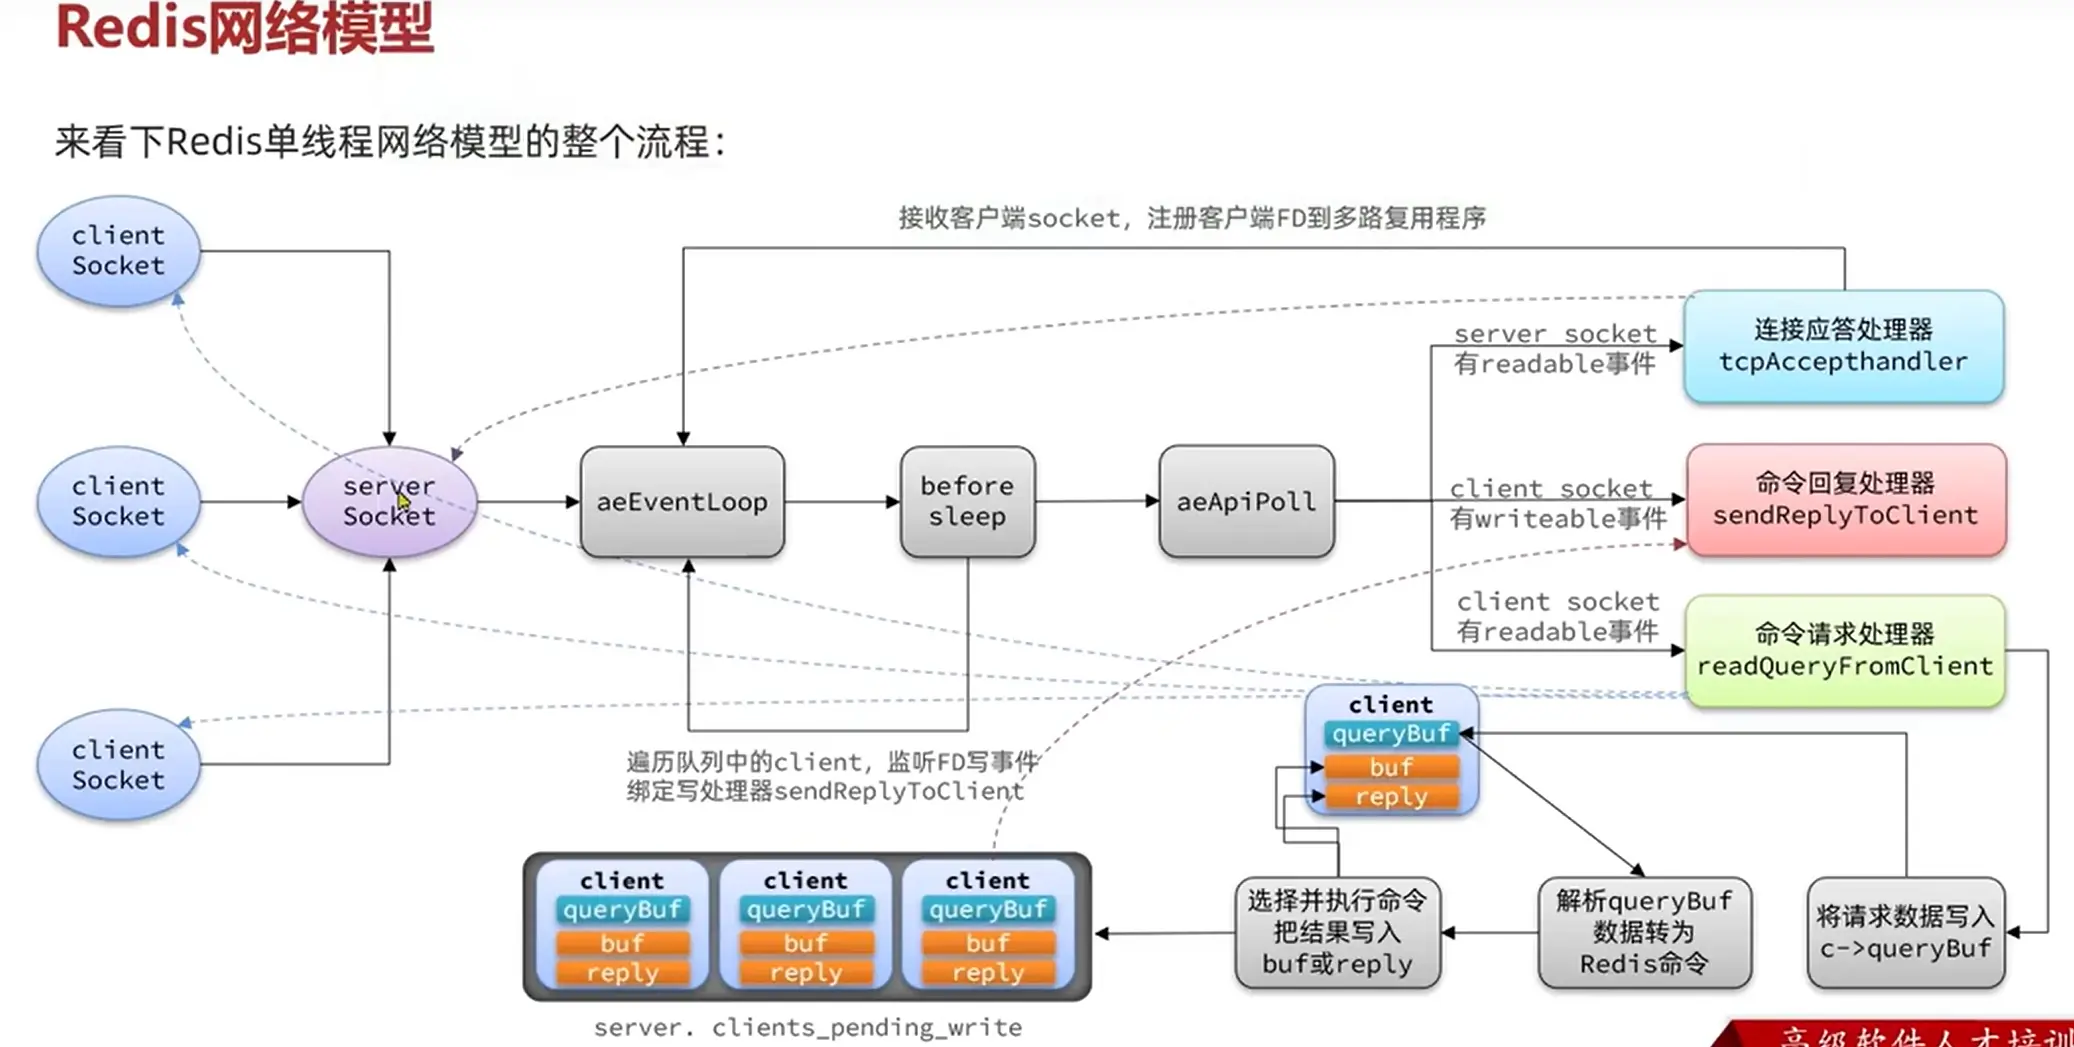 Redis网络模型
来看下Redis单线程网络模型的整个流程：
接收客户端socket，注册客户端FD到多路复用程序
client
Socket
连接应答处理器
tcpAccepthandler
server socket
有readable事件
client
Socket
server
Socket
aeEventLoop
before
sleep
aeApiPoll
client socket
有writeable事件
命令回复处理器
sendReplyToClient
client socket
有readable事件
命令请求处理器
readQueryFromClient
client
Socket
遍历队列中的client，监听FD写事件
绑定写处理器sendReplyToClient
client
queryBuf
buf
reply
client
queryBuf
buf
reply
client
queryBuf
buf
reply
client
queryBuf
buf
reply
选择并执行命令
把结果写入
buf或reply
解析queryBuf
数据转为
Redis命令
将请求数据写入
c->queryBuf
server. clients_pending_write
高级软件人才培训